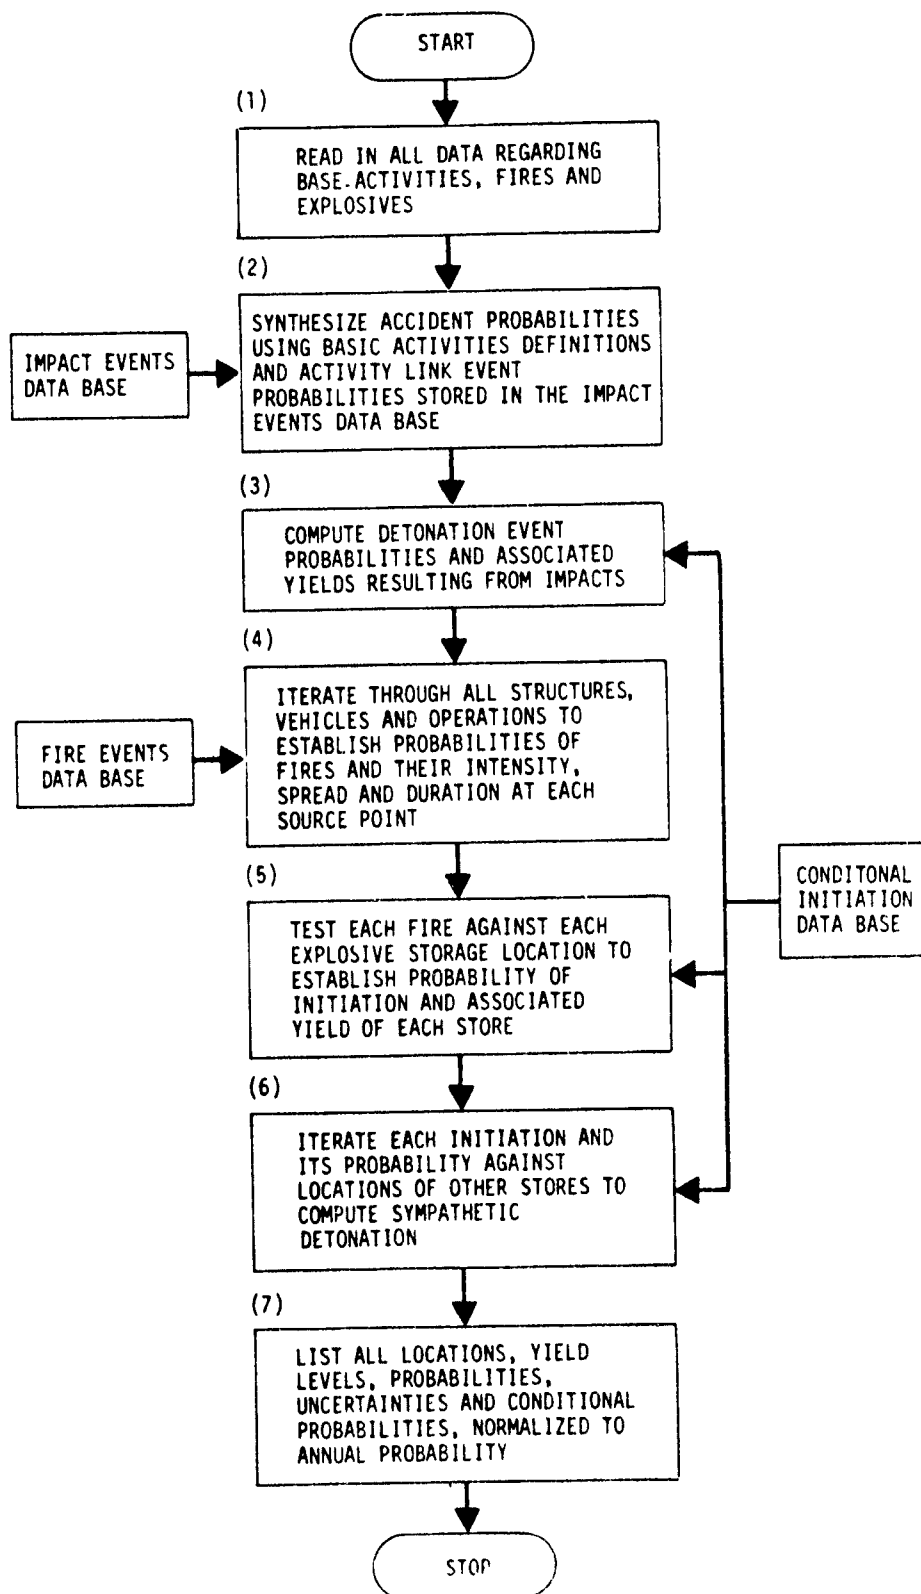 START
(1)
READ IN ALL DATA REGARDING
BASE-ACTIVITIES, FIRES AND
EXPLOSIVES
(2)
SYNTHESIZE ACCIDENT PROBABILITIES
USING BASIC ACTIVITIES DEFINITIONS
AND ACTIVITY LINK EVENT
PROBABILITIES STORED IN THE IMPACT
EVENTS DATA BASE
IMPACT EVENTS
DATA BASE
(3)
COMPUTE DETONATION EVENT
PROBABILITIES AND ASSOCIATED
YIELDS RESULTING FROM IMPACTS
(4)
ITERATE THROUGH ALL STRUCTURES,
VEHICLES AND OPERATIONS TO
ESTABLISH PROBABILITIES OF
FIRES AND THEIR INTENSITY,
SPREAD AND DURATION AT EACH
SOURCE POINT
FIRE EVENTS
DATA BASE
(5)
TEST EACH FIRE AGAINST EACH
EXPLOSIVE STORAGE LOCATION TO
ESTABLISH PROBABILITY OF
INITIATION AND ASSOCIATED
YIELD OF EACH STORE
CONDITONAL
INITIATION
DATA BASE
(6)
ITERATE EACH INITIATION AND
ITS PROBABILITY AGAINST
LOCATIONS OF OTHER STORES TO
COMPUTE SYMPATHETIC
DETONATION
(7)
LIST ALL LOCATIONS, YIELD
LEVELS, PROBABILITIES,
UNCERTAINTIES AND CONDITIONAL
PROBABILITIES, NORMALIZED TO
ANNUAL PROBABILITY
STOP